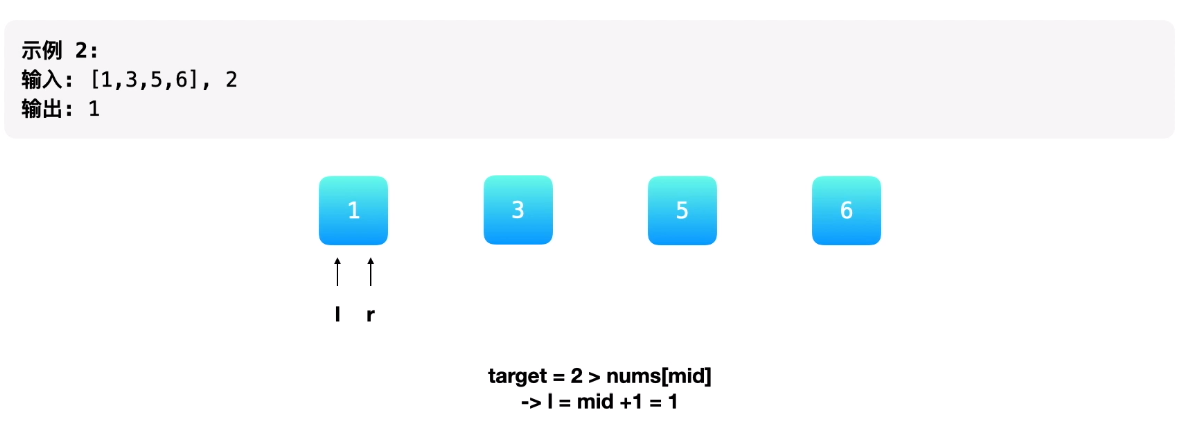 示例 2:
输入: [1,3,5,6], 2
输出: 1
1 3 5 6
l r
target = 2 > nums[mid]
-> l = mid +1 = 1